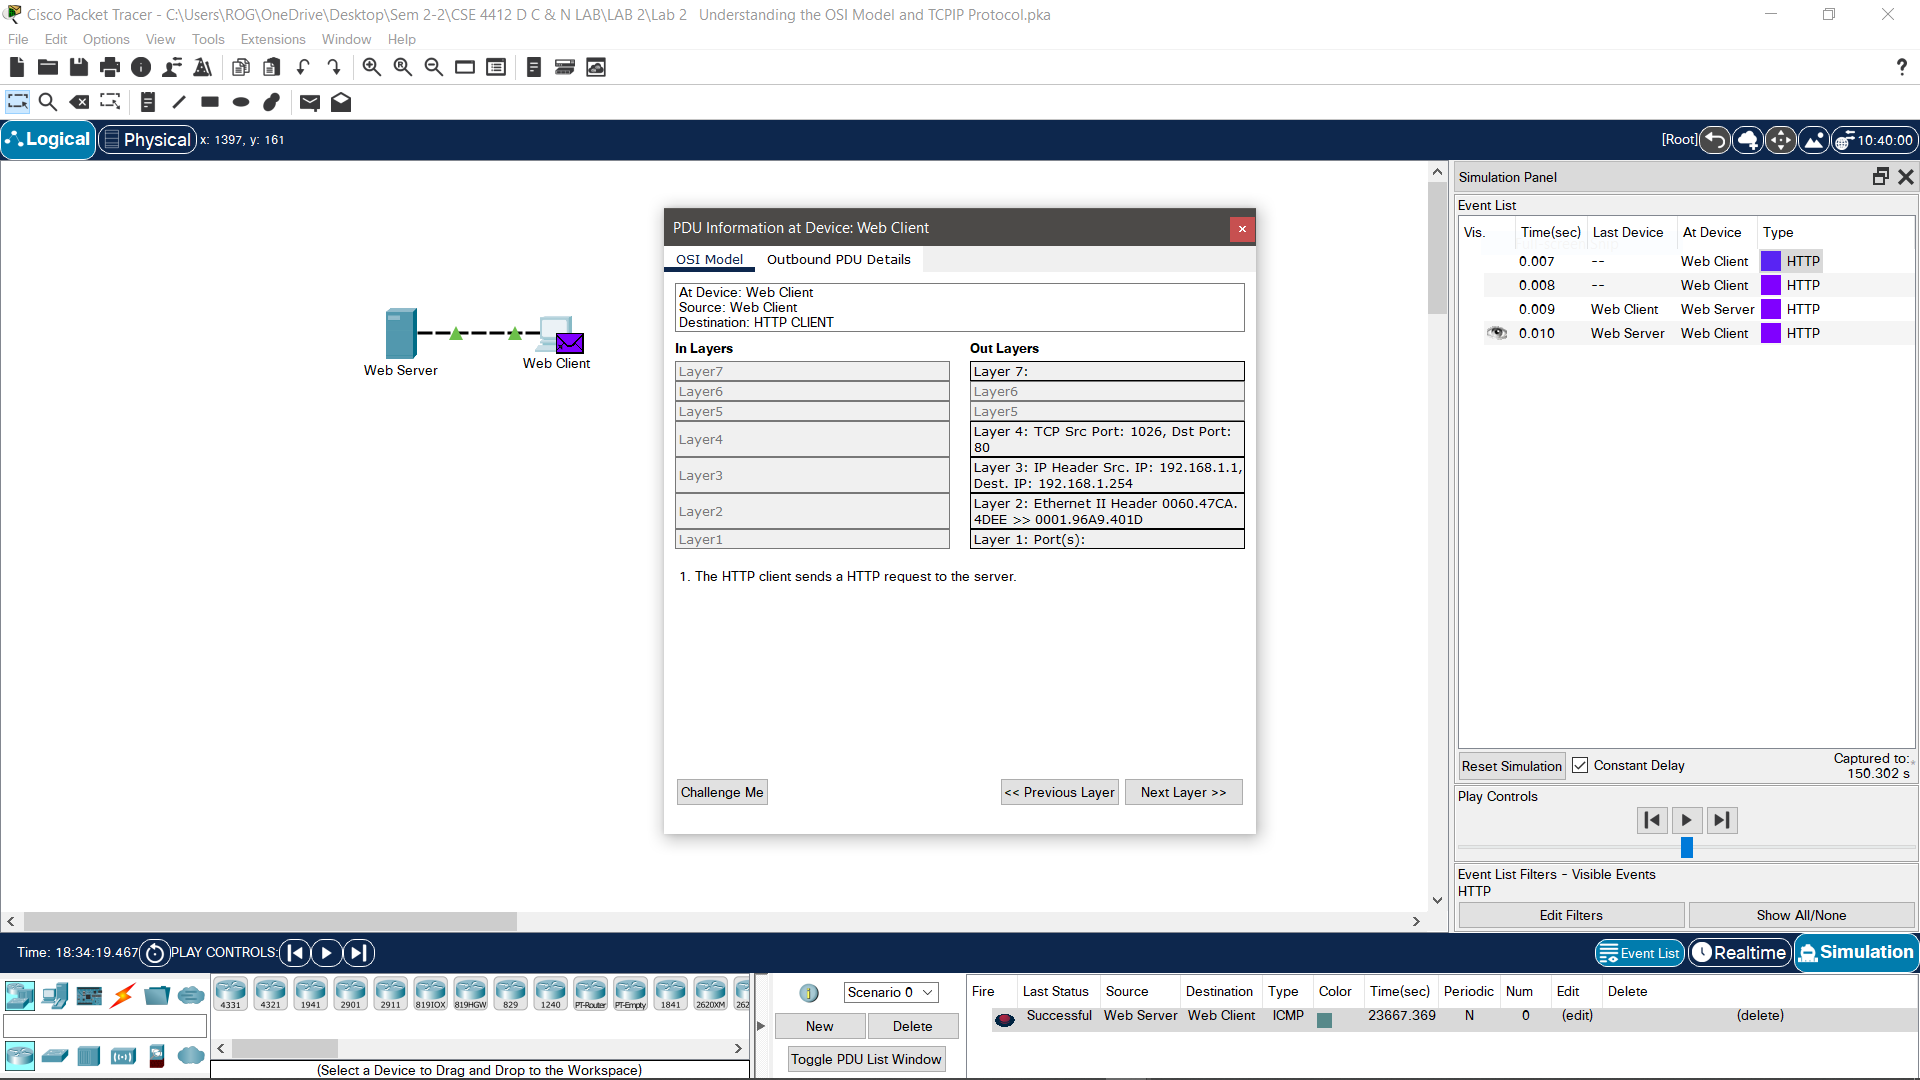 Cisco Packet Tracer - C:\Users\ROG\OneDrive\Desktop\Sem 2-2\CSE 4412 D C & N LAB\LAB 2\Lab 2   Understanding the OSI Model and TCPIP Protocol.pka
File Edit Options View Tools Extensions Window Help
Logical Physical x: 1397, y: 161 [Root] 10:40:00
Simulation Panel
Event List
Vis. Time(sec) Last Device At Device Type
0.007 -- Web Client HTTP
0.008 -- Web Client HTTP
0.009 Web Client Web Server HTTP
0.010 Web Server Web Client HTTP
Web Server
Web Client
PDU Information at Device: Web Client
OSI Model Outbound PDU Details
At Device: Web Client
Source: Web Client
Destination: HTTP CLIENT
In Layers
Layer7
Layer6
Layer5
Layer4
Layer3
Layer2
Layer1
Out Layers
Layer 7:
Layer6
Layer5
Layer 4: TCP Src Port: 1026, Dst Port:
80
Layer 3: IP Header Src. IP: 192.168.1.1,
Dest. IP: 192.168.1.254
Layer 2: Ethernet II Header 0060.47CA.
4DEE >> 0001.96A9.401D
Layer 1: Port(s):
1. The HTTP client sends a HTTP request to the server.
Challenge Me << Previous Layer Next Layer >>
Reset Simulation Constant Delay
Captured to:
150.302 s
Play Controls
Event List Filters - Visible Events
HTTP
Edit Filters Show All/None
Time: 18:34:19.467 PLAY CONTROLS: Event List Realtime Simulation
4331 4321 1941 2901 2911 819IOX 819HGW 829 1240 PT-Router PT-Empty 1841 2620XM 262
(Select a Device to Drag and Drop to the Workspace)
Scenario 0
New Delete
Toggle PDU List Window
Fire Last Status Source Destination Type Color Time(sec) Periodic Num Edit Delete
Successful Web Server Web Client ICMP 23667.369 N 0 (edit) (delete)